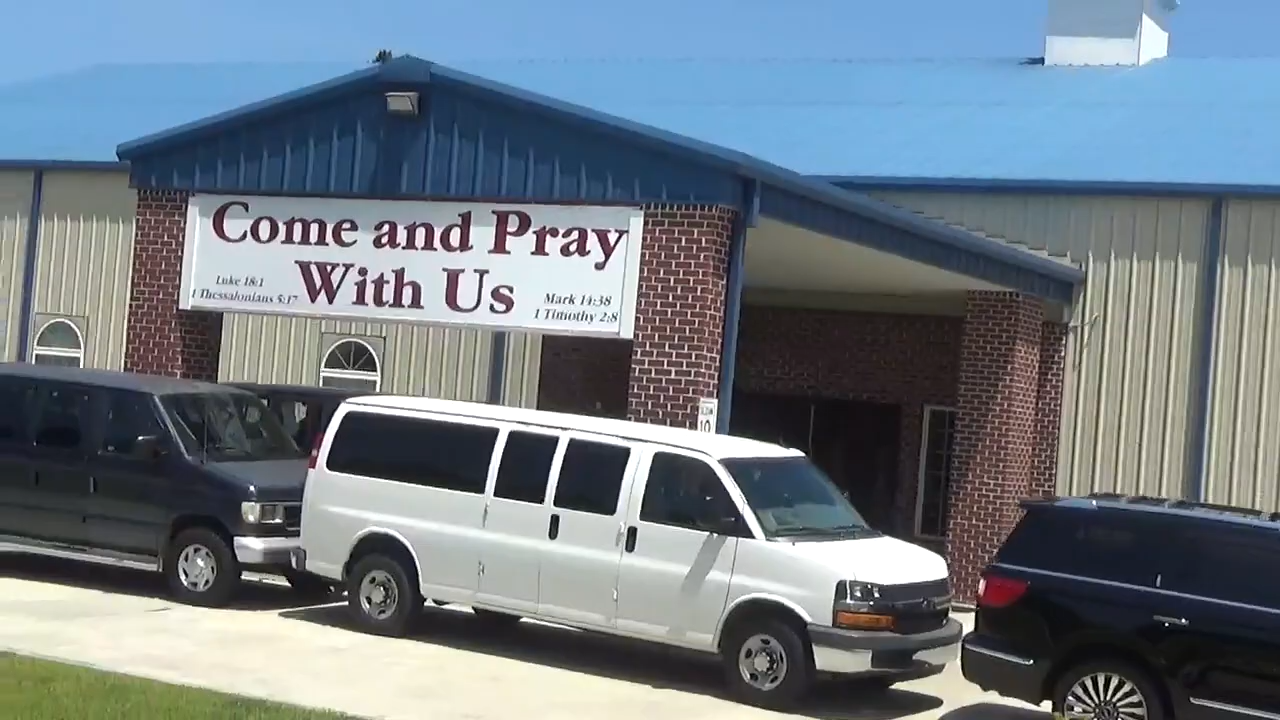 Come and Pray
With Us
Luke 18:1
1 Thessalonians 5:17
Mark 14:38
1 Timothy 2:8
10